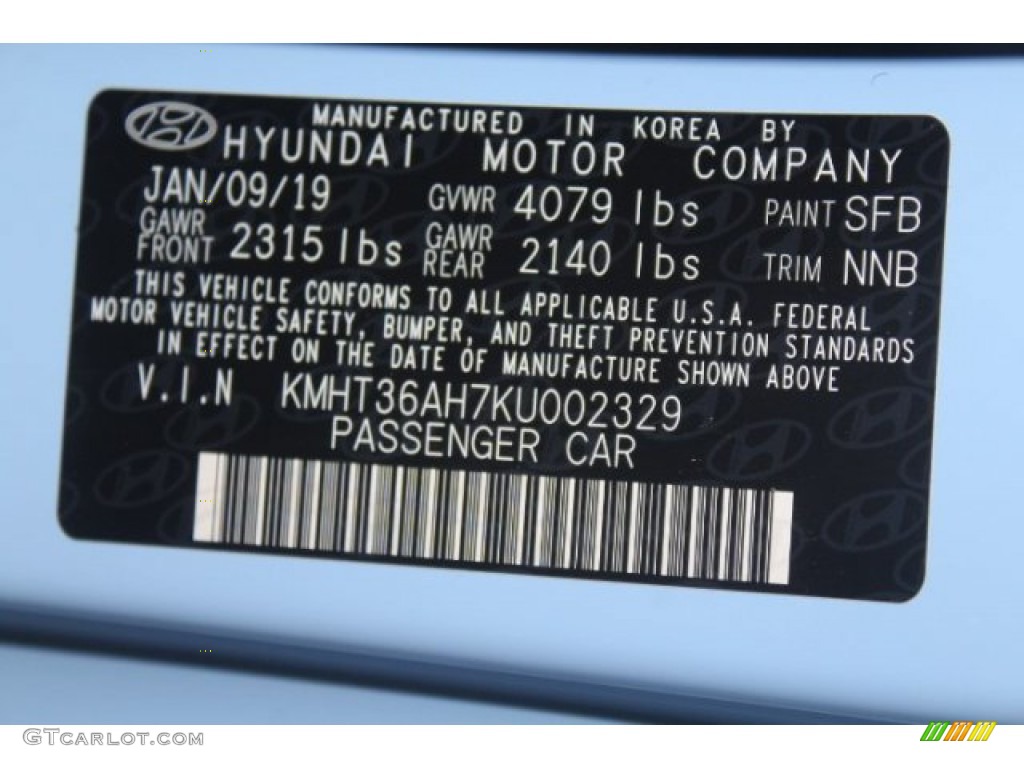 MANUFACTURED IN KOREA BY
HYUNDAI MOTOR COMPANY
JAN/09/19 GVWR 4079 lbs PAINT SFB
GAWR FRONT 2315 lbs GAWR REAR 2140 lbs TRIM NNB
THIS VEHICLE CONFORMS TO ALL APPLICABLE U.S.A. FEDERAL
MOTOR VEHICLE SAFETY, BUMPER, AND THEFT PREVENTION STANDARDS
IN EFFECT ON THE DATE OF MANUFACTURE SHOWN ABOVE
V.I.N KMHT36AH7KU002329
PASSENGER CAR
GTCARLOT.COM